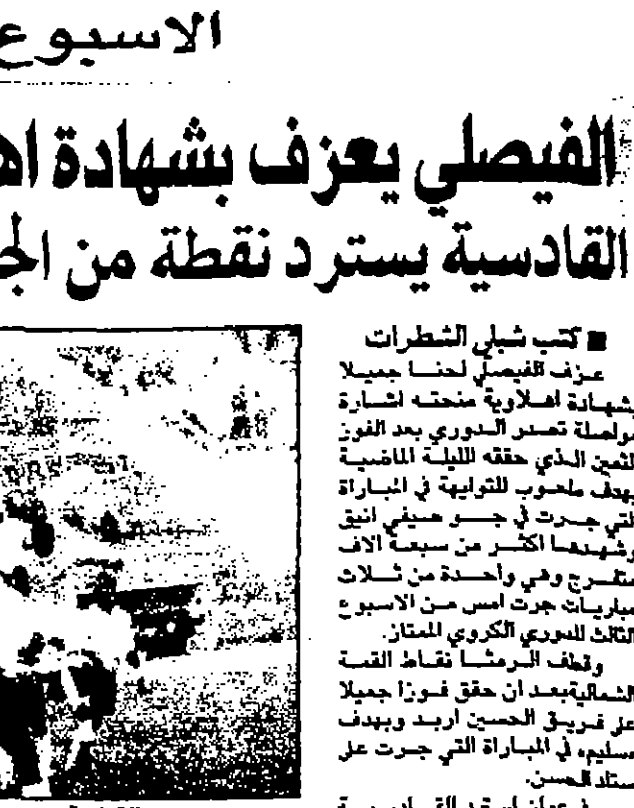 الاسبوع
الفيصلي يعزف بشهادة
القادسية يسترد نقطة من
■ كتب شبلي الشطرات
عزف الفيصلي لحنا جميلا
بشهادة اهلاوية منحته اشارة
مواصلة تصدر الدوري بعد الفوز
الثمين الذي حققه الليلة الماضية
بهدف ملعوب للتوايهة في المباراة
التي جرت في جو صيفي انيق
وشهدها اكثر من سبعة الاف
متفرج وهي واحدة من ثلاث
مباريات جرت امس من الاسبوع
الثالث للدوري الكروي الممتاز.
وقطف الرمثا نقاط القمة
الشمالية بعد ان حقق فوزا جميلا
على فريق الحسين اربد وبهدف
سليم، في المباراة التي جرت على
ستاد الحسن.